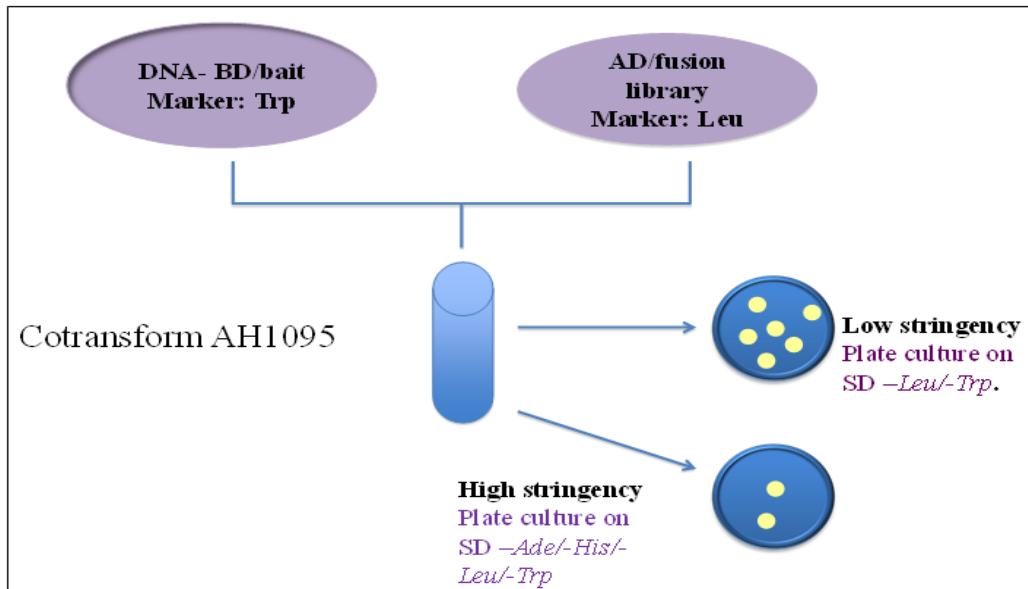 DNA- BD/bait
Marker: Trp
AD/fusion
library
Marker: Leu
Cotransform AH1095
Low stringency
Plate culture on
SD –Leu/-Trp.
High stringency
Plate culture on
SD –Ade/-His/-
Leu/-Trp